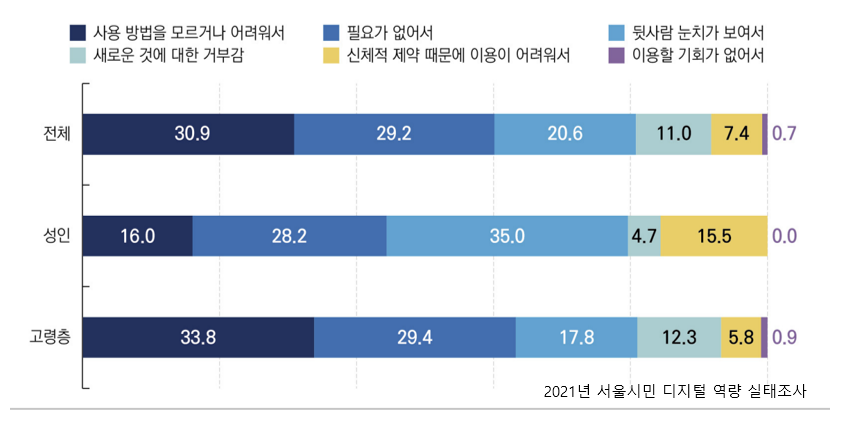 사용 방법을 모르거나 어려워서 필요가 없어서 뒷사람 눈치가 보여서
새로운 것에 대한 거부감 신체적 제약 때문에 이용이 어려워서 이용할 기회가 없어서
전체 30.9 29.2 20.6 11.0 7.4 0.7
성인 16.0 28.2 35.0 4.7 15.5 0.0
고령층 33.8 29.4 17.8 12.3 5.8 0.9
2021년 서울시민 디지털 역량 실태조사